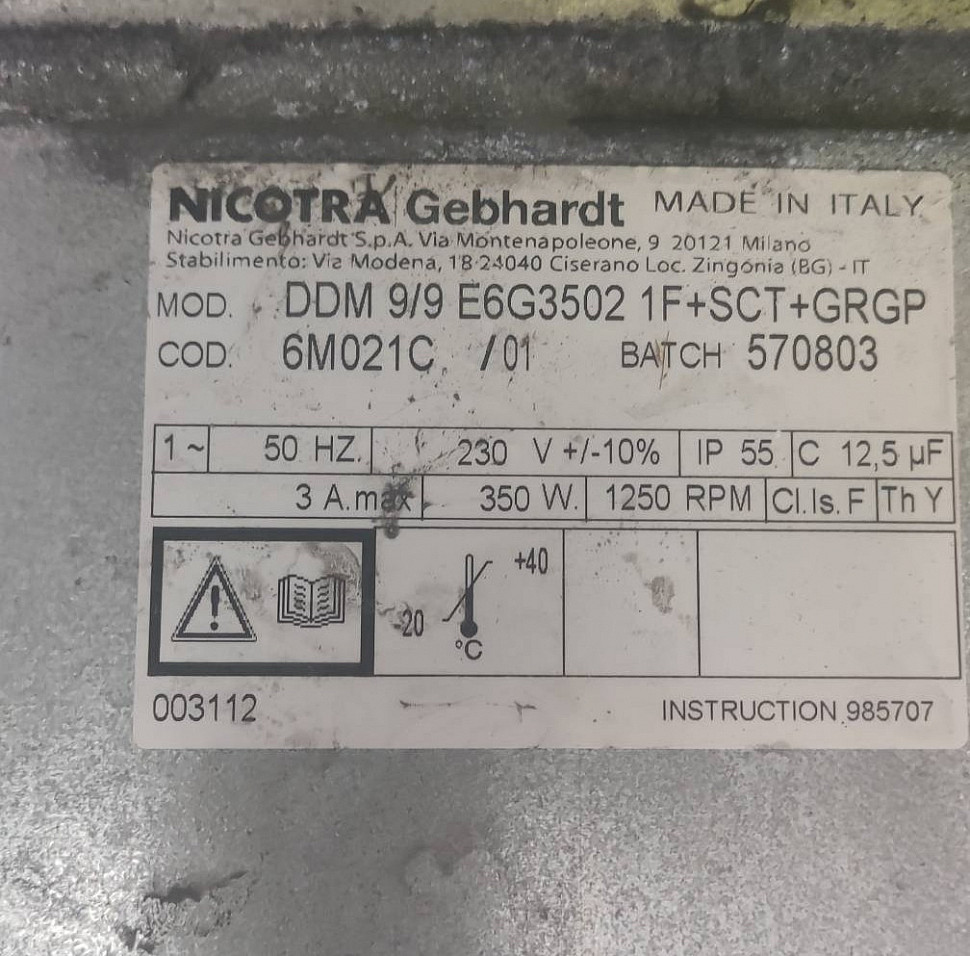 NICOTRA Gebhardt MADE IN ITALY
Nicotra Gebhardt S.p.A. Via Montenapoleone, 9 20121 Milano
Stabilimento: Via Modena, 18-24040 Ciserano Loc. Zingonia (BG) - IT
MOD. DDM 9/9 E6G3502 1F+SCT+GRGP
COD. 6M021C /01 BATCH 570803
1 ~ 50 HZ. 230 V +/-10% IP 55 C 12,5 µF
3 A.max 350 W. 1250 RPM Cl.Is. F Th Y
+40
-20
°C
003112 INSTRUCTION 985707